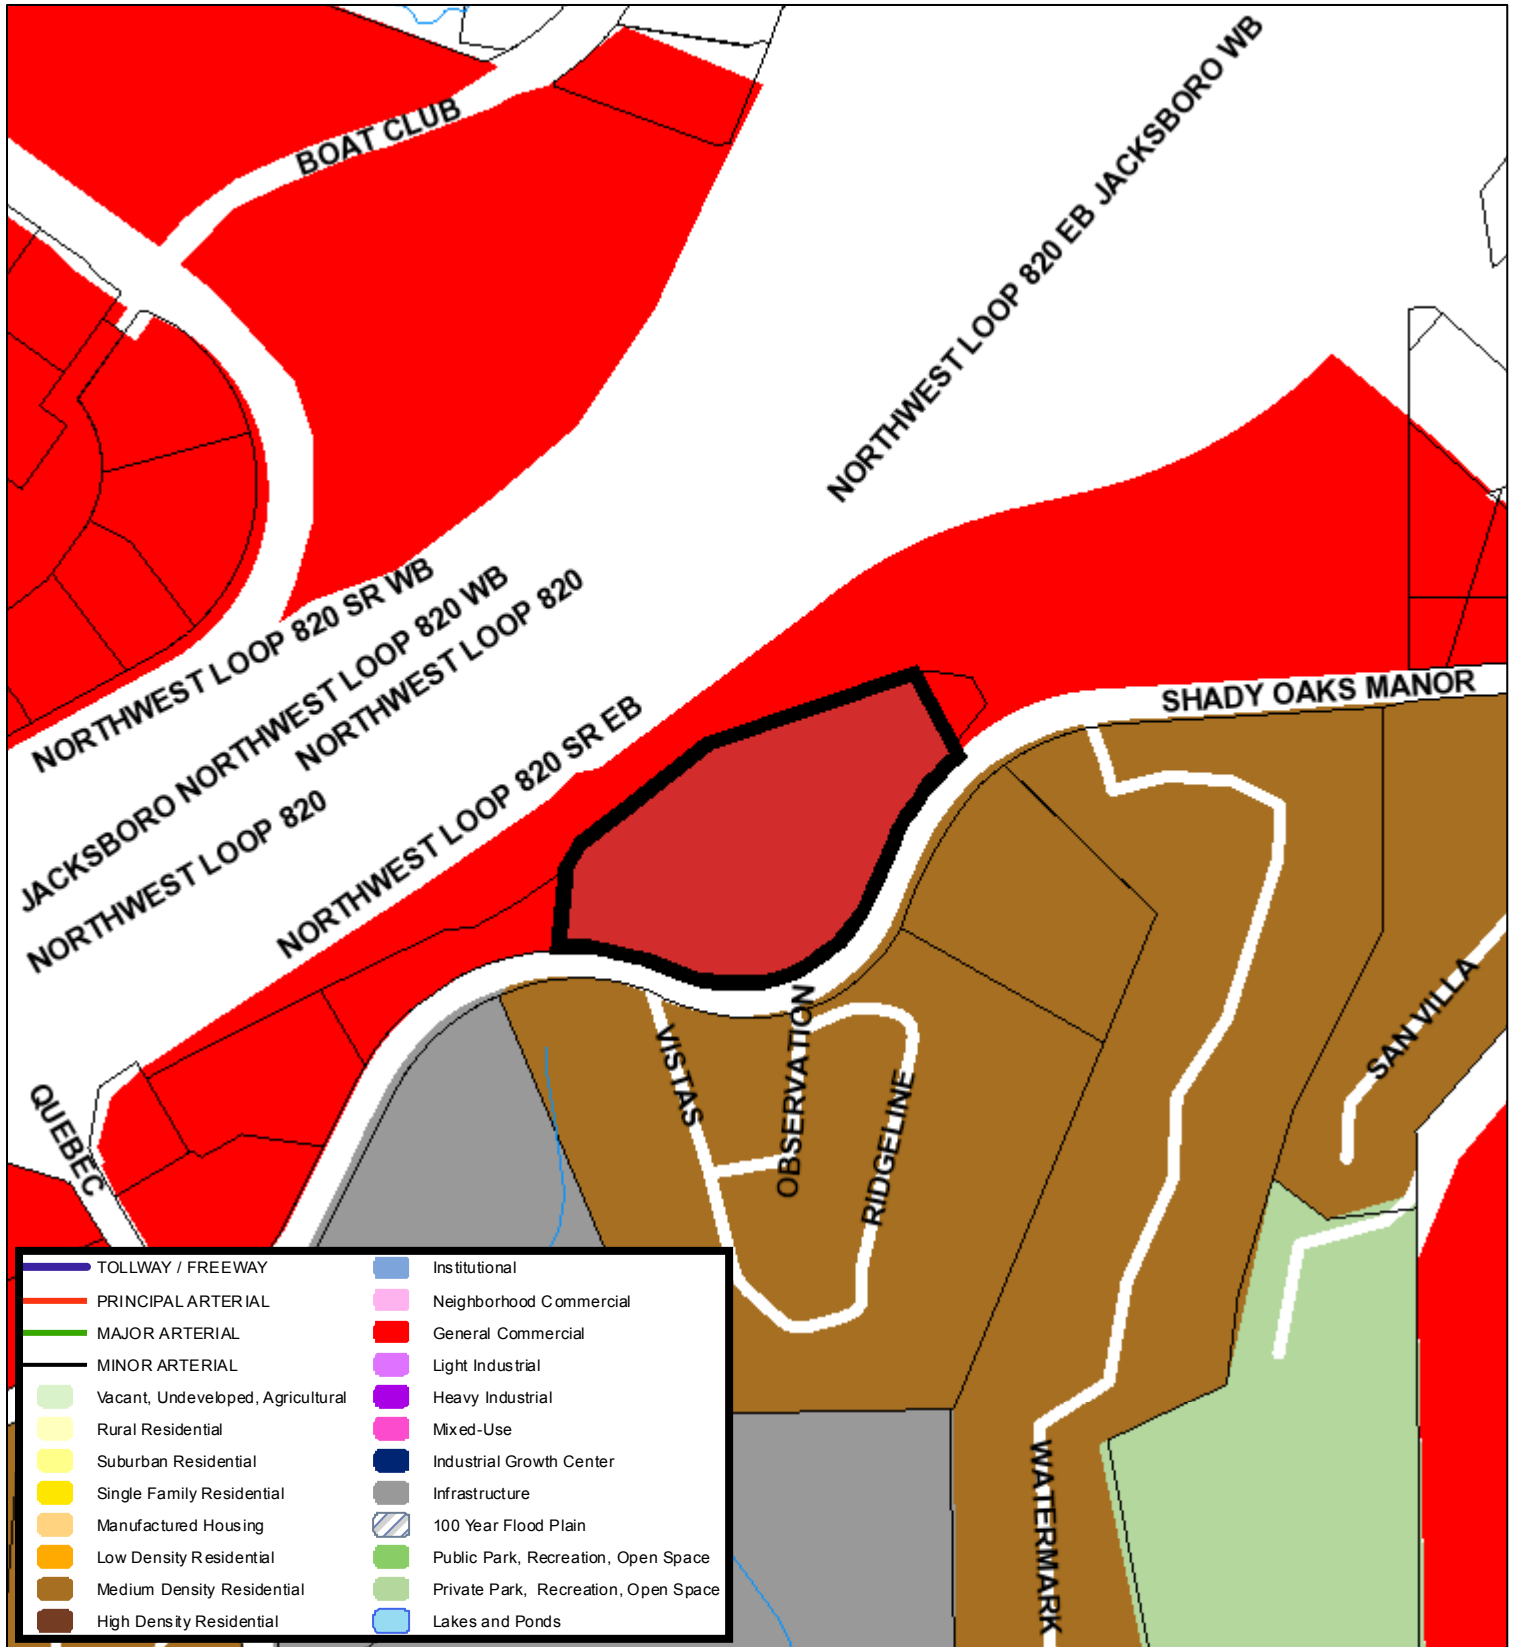 BOAT CLUB
NORTHWEST LOOP 820 EB JACKSBORO WB
NORTHWEST LOOP 820 SR WB
JACKSBORO NORTHWEST LOOP 820 WB
NORTHWEST LOOP 820
NORTHWEST LOOP 820
NORTHWEST LOOP 820 SR EB
SHADY OAKS MANOR
SAN VILLA
VISTAS
OBSERVATION
RIDGELINE
QUEBEC
WATERMARK
TOLLWAY / FREEWAY
PRINCIPAL ARTERIAL
MAJOR ARTERIAL
MINOR ARTERIAL
Vacant, Undeveloped, Agricultural
Rural Residential
Suburban Residential
Single Family Residential
Manufactured Housing
Low Density Residential
Medium Density Residential
High Density Residential
Institutional
Neighborhood Commercial
General Commercial
Light Industrial
Heavy Industrial
Mixed-Use
Industrial Growth Center
Infrastructure
100 Year Flood Plain
Public Park, Recreation, Open Space
Private Park, Recreation, Open Space
Lakes and Ponds